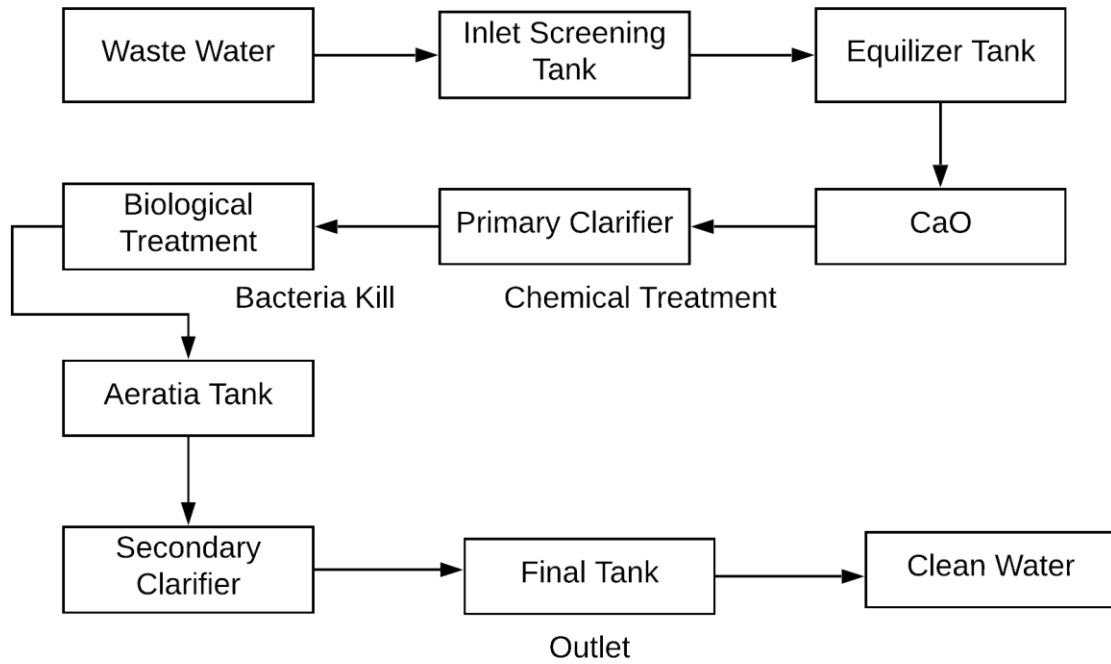 Waste Water
Inlet Screening
Tank
Equilizer Tank
Biological
Treatment
Primary Clarifier
CaO
Bacteria Kill
Chemical Treatment
Aeratia Tank
Secondary
Clarifier
Final Tank
Clean Water
Outlet